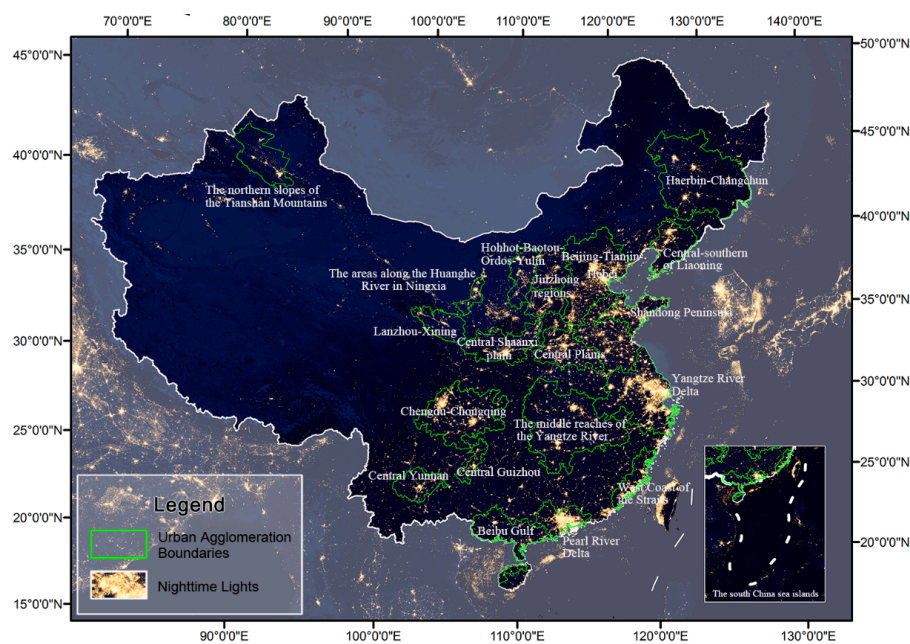 70°0'0"E
80°0'0"E
90°0'0"E
100°0'0"E
110°0'0"E
120°0'0"E
130°0'0"E
140°0'0"E
50°0'0"N
45°0'0"N
45°0'0"N
40°0'0"N
40°0'0"N
35°0'0"N
35°0'0"N
30°0'0"N
30°0'0"N
25°0'0"N
25°0'0"N
20°0'0"N
20°0'0"N
15°0'0"N
The northern slopes of
the Tianshan Mountains
Haerbin-Changchun
Hohhot-Baotou-
Ordos-Yulin
Beijing-Tianjin-
Hebei
Central-southern
of Liaoning
The areas along the Huanghe
River in Ningxia
Jinzhong
regions
Shandong Peninsula
Lanzhou-Xining
Central Shaanxi
plain
Central Plain
Yangtze River
Delta
Chengdu-Chongqing
The middle reaches of
the Yangtze River
Central Guizhou
Central Yunnan
West Coast of
the Straits
Beibu Gulf
Pearl River
Delta
Legend
Urban Agglomeration
Boundaries
Nighttime Lights
The south China sea islands
90°0'0"E
100°0'0"E
110°0'0"E
120°0'0"E
130°0'0"E